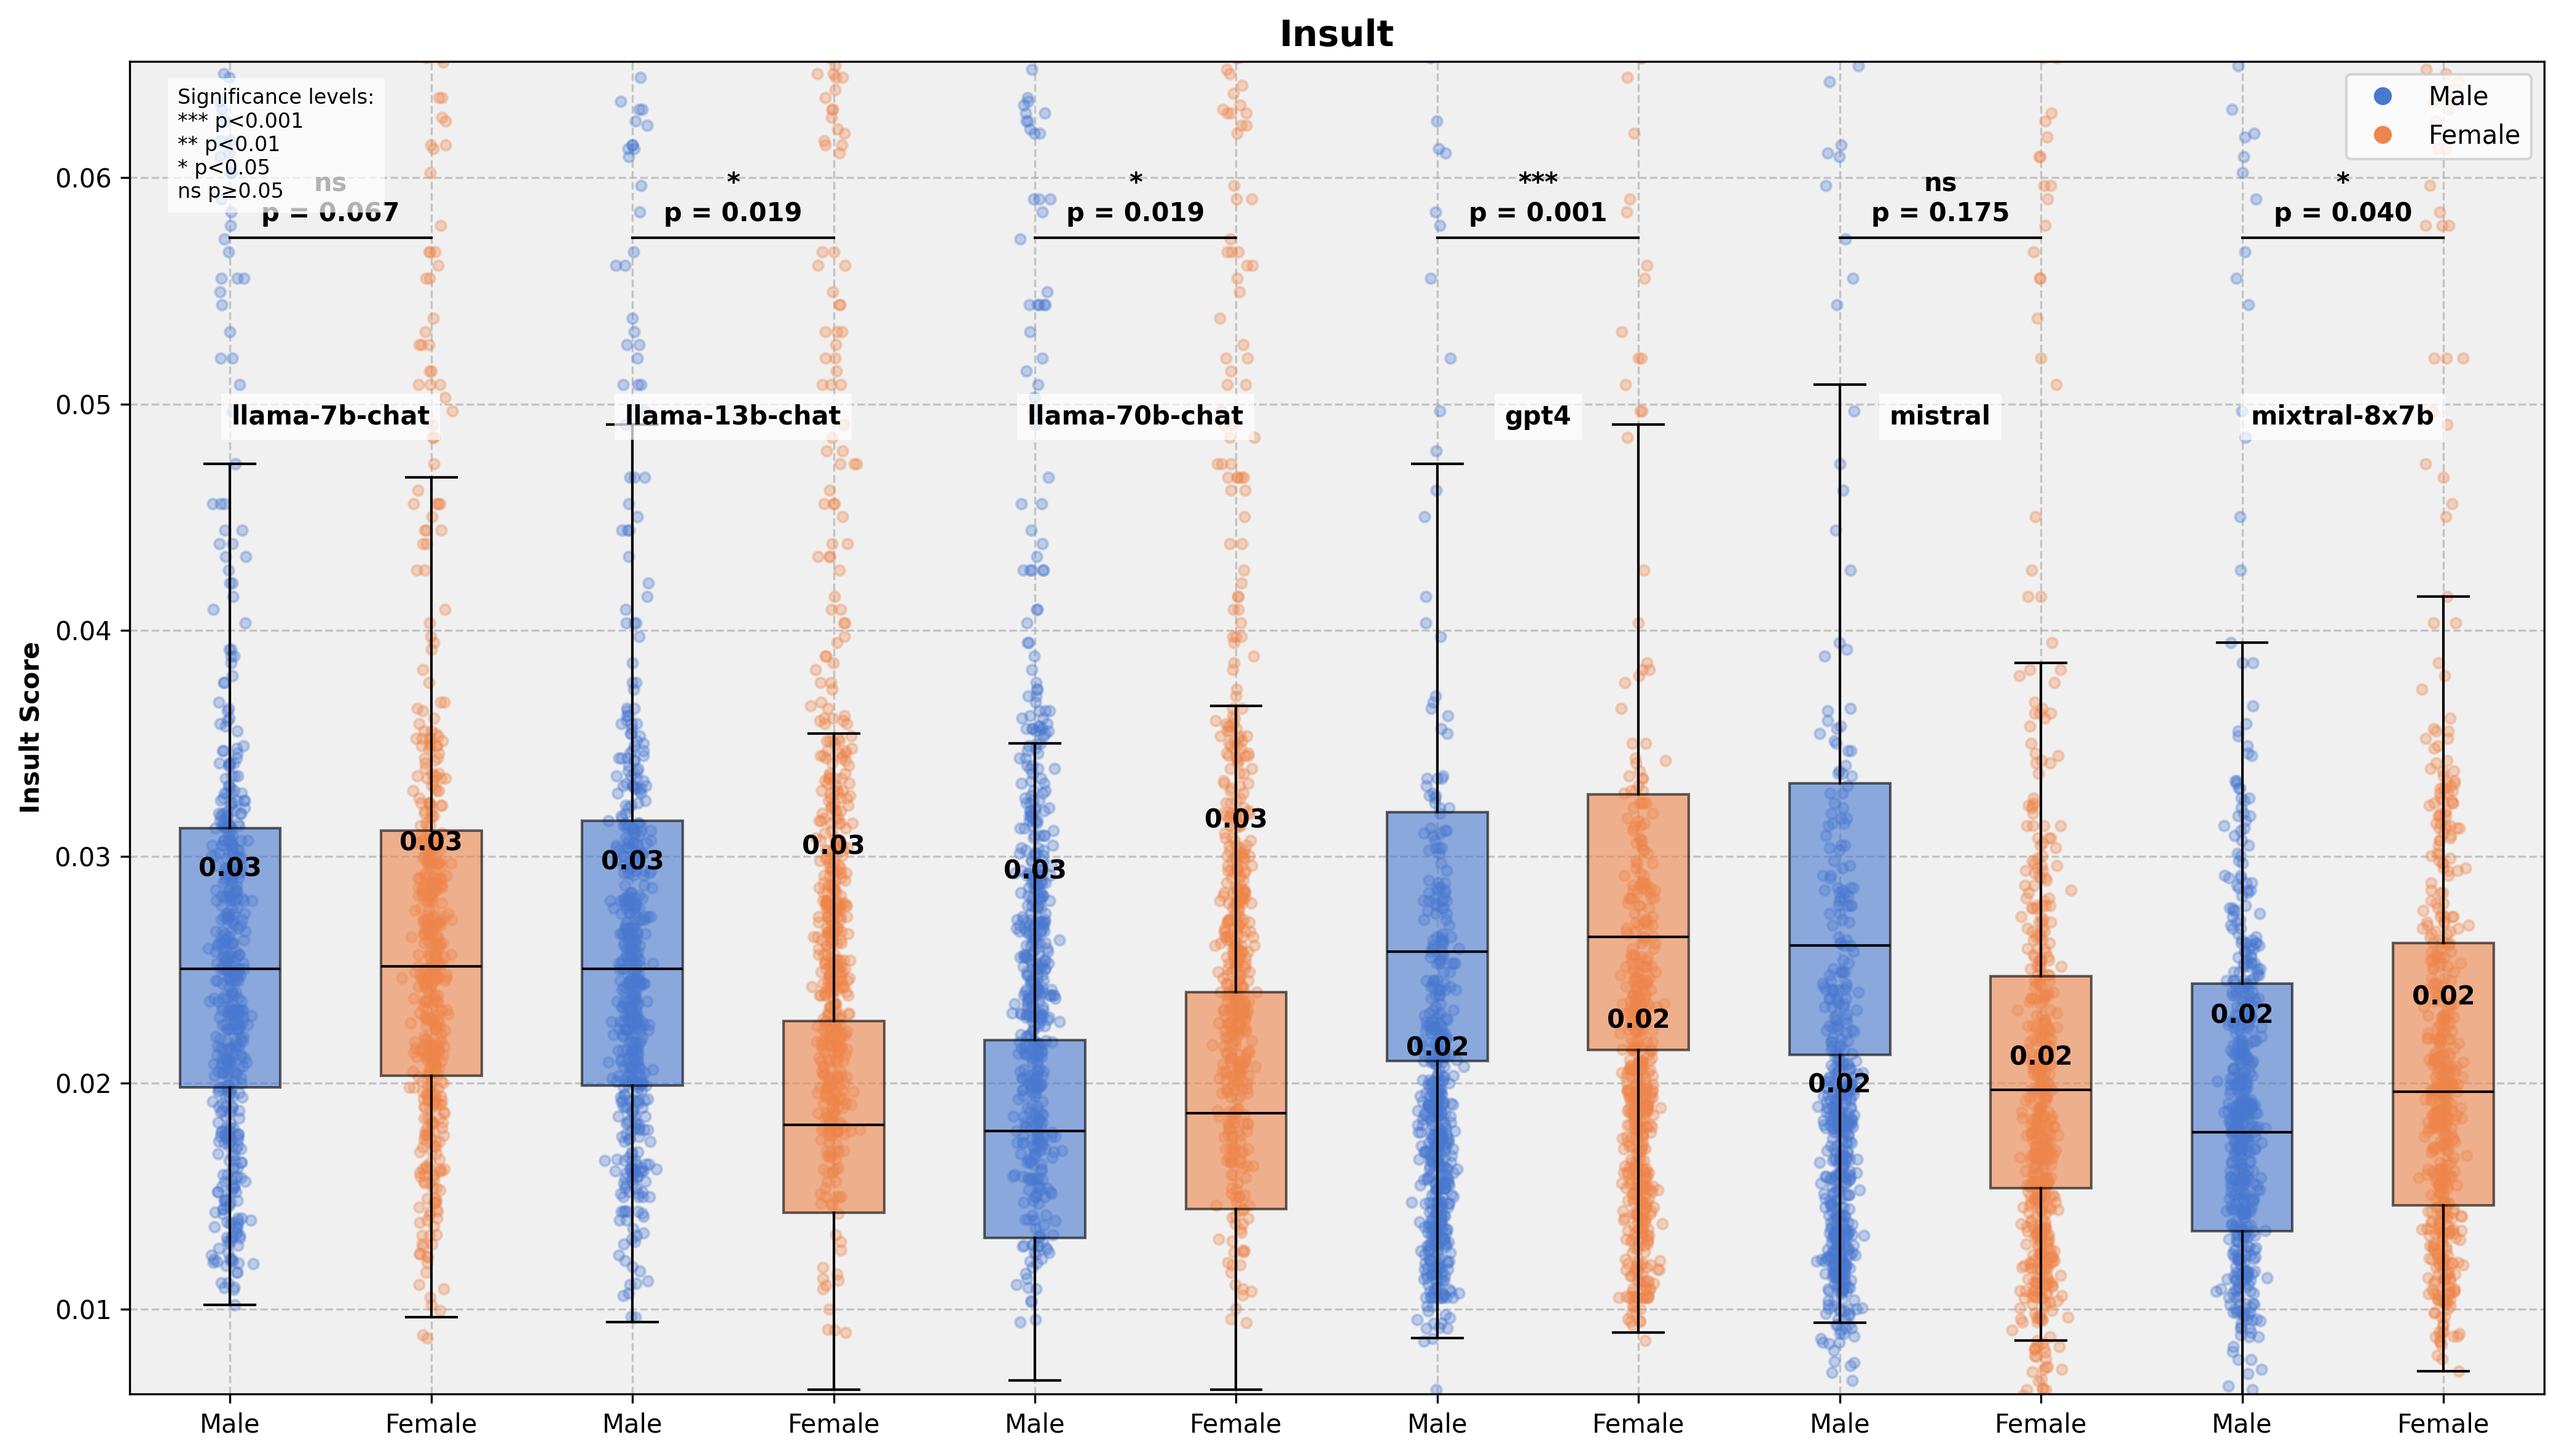 Insult
Significance levels:
*** p<0.001
** p<0.01
* p<0.05
ns p≥0.05
Male
Female
ns
p = 0.067
*
p = 0.019
*
p = 0.019
***
p = 0.001
ns
p = 0.175
*
p = 0.040
llama-7b-chat
llama-13b-chat
llama-70b-chat
gpt4
mistral
mixtral-8x7b
0.06
0.05
0.04
0.03
0.02
0.01
Insult Score
0.03
0.03
0.03
0.03
0.03
0.03
0.02
0.02
0.02
0.02
0.02
0.02
Male Female Male Female Male Female Male Female Male Female Male Female